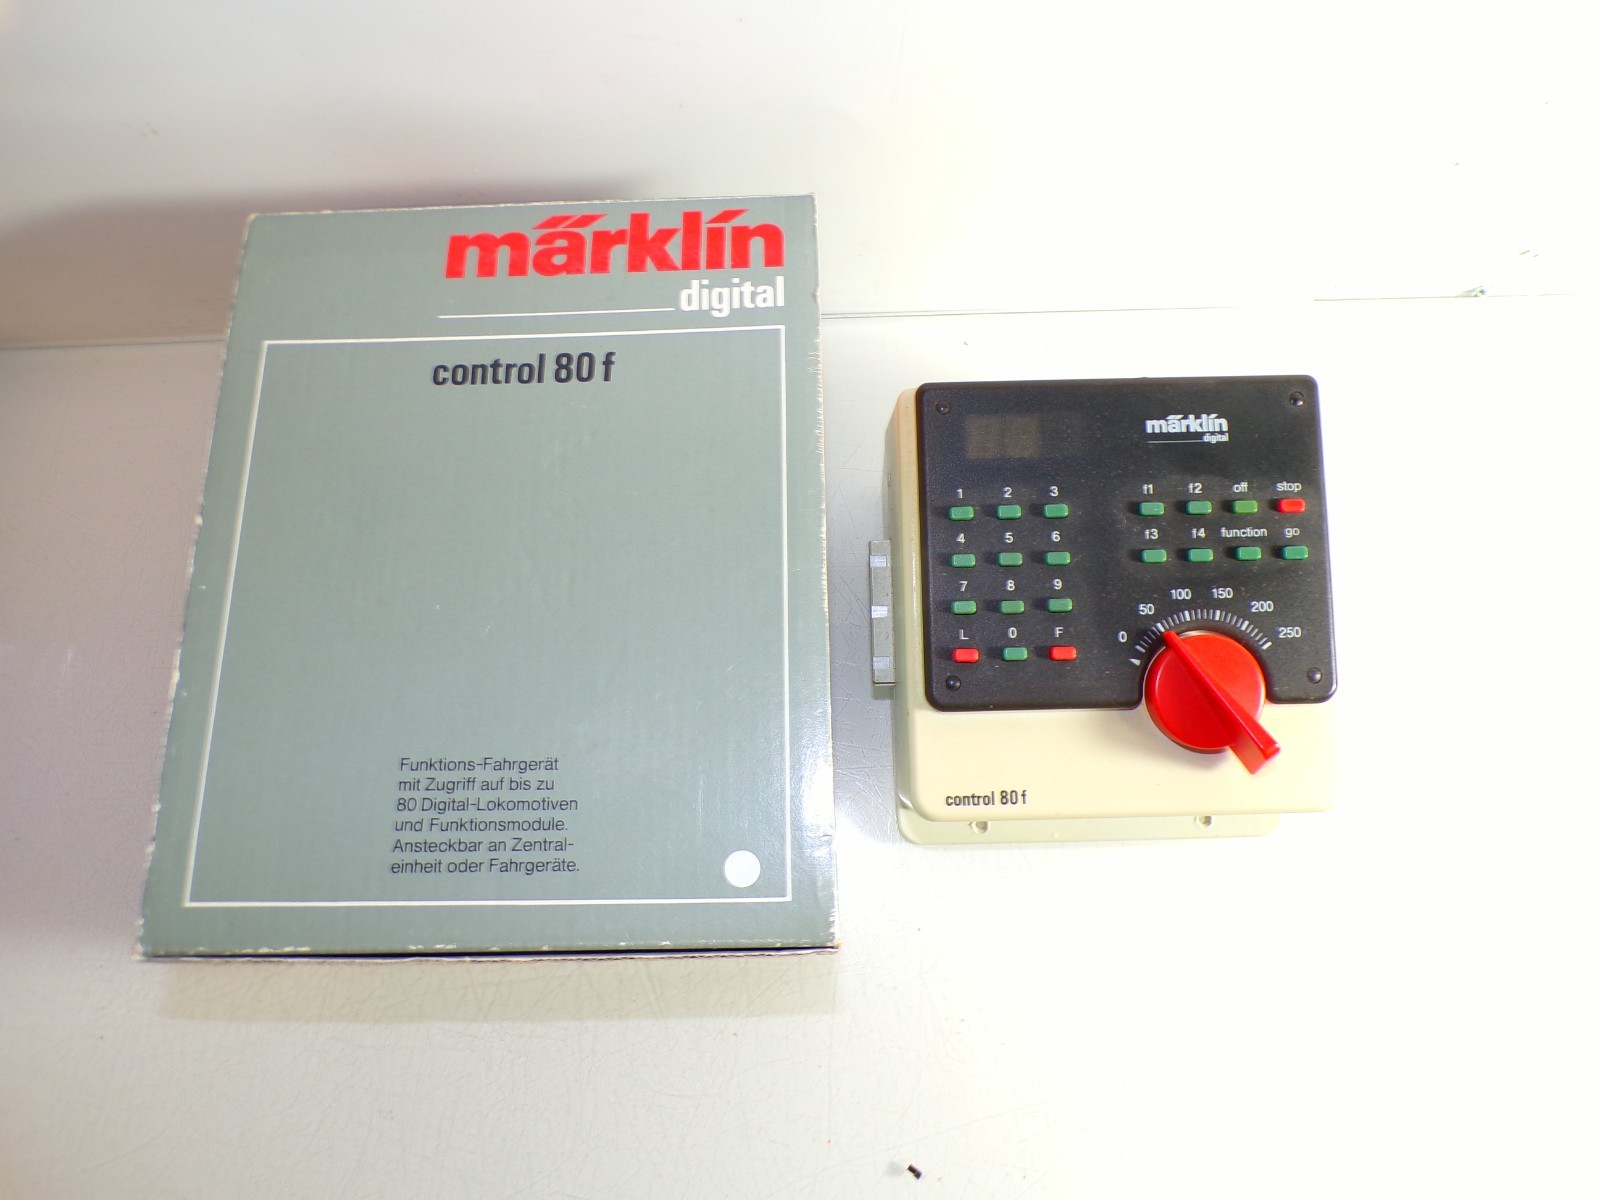 märklin
digital
control 80 f
Funktions-Fahrgerät
mit Zugriff auf bis zu
80 Digital-Lokomotiven
und Funktionsmodule.
Ansteckbar an Zentral-
einheit oder Fahrgeräte.
märklin
digital
1 2 3 f1 f2 off stop
4 5 6 f3 f4 function go
7 8 9
L 0 F
0 50 100 150 200 250
control 80 f